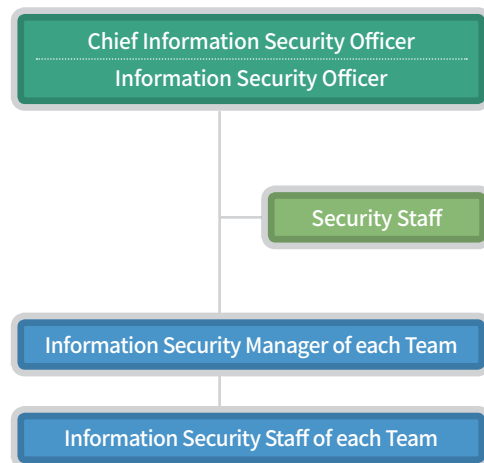 Chief Information Security Officer
Information Security Officer
Security Staff
Information Security Manager of each Team
Information Security Staff of each Team